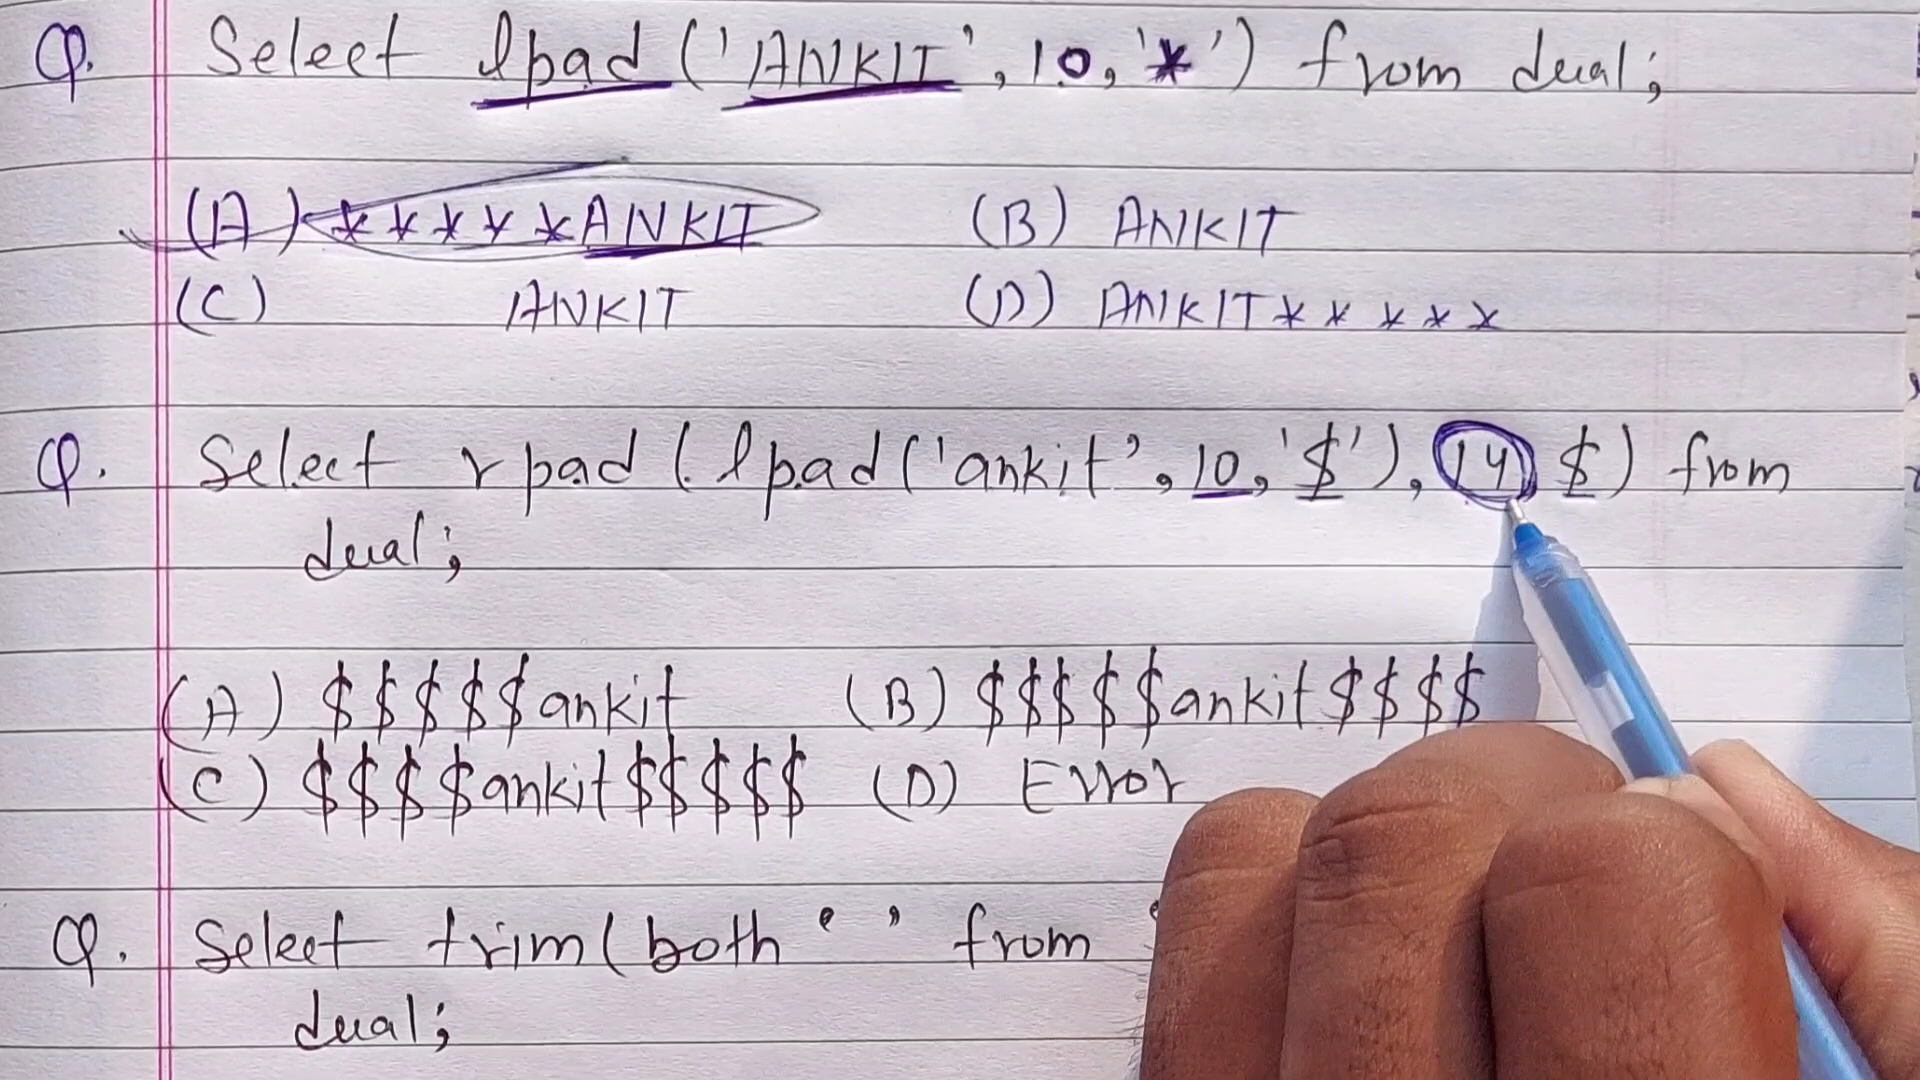 Q. Select lpad ('ANKIT', 10, '*') from dual;
(A) *****ANKIT (B) ANKIT
(C) ANKIT (D) ANKIT*****
Q. Select rpad (lpad('ankit', 10, '$'), 14 $) from
dual;
(A) $$$$$ankit (B) $$$$$ankit$$$$
(C) $$$$ankit$$$$$ (D) Error
Q. Select trim(both ' ' from '
dual;